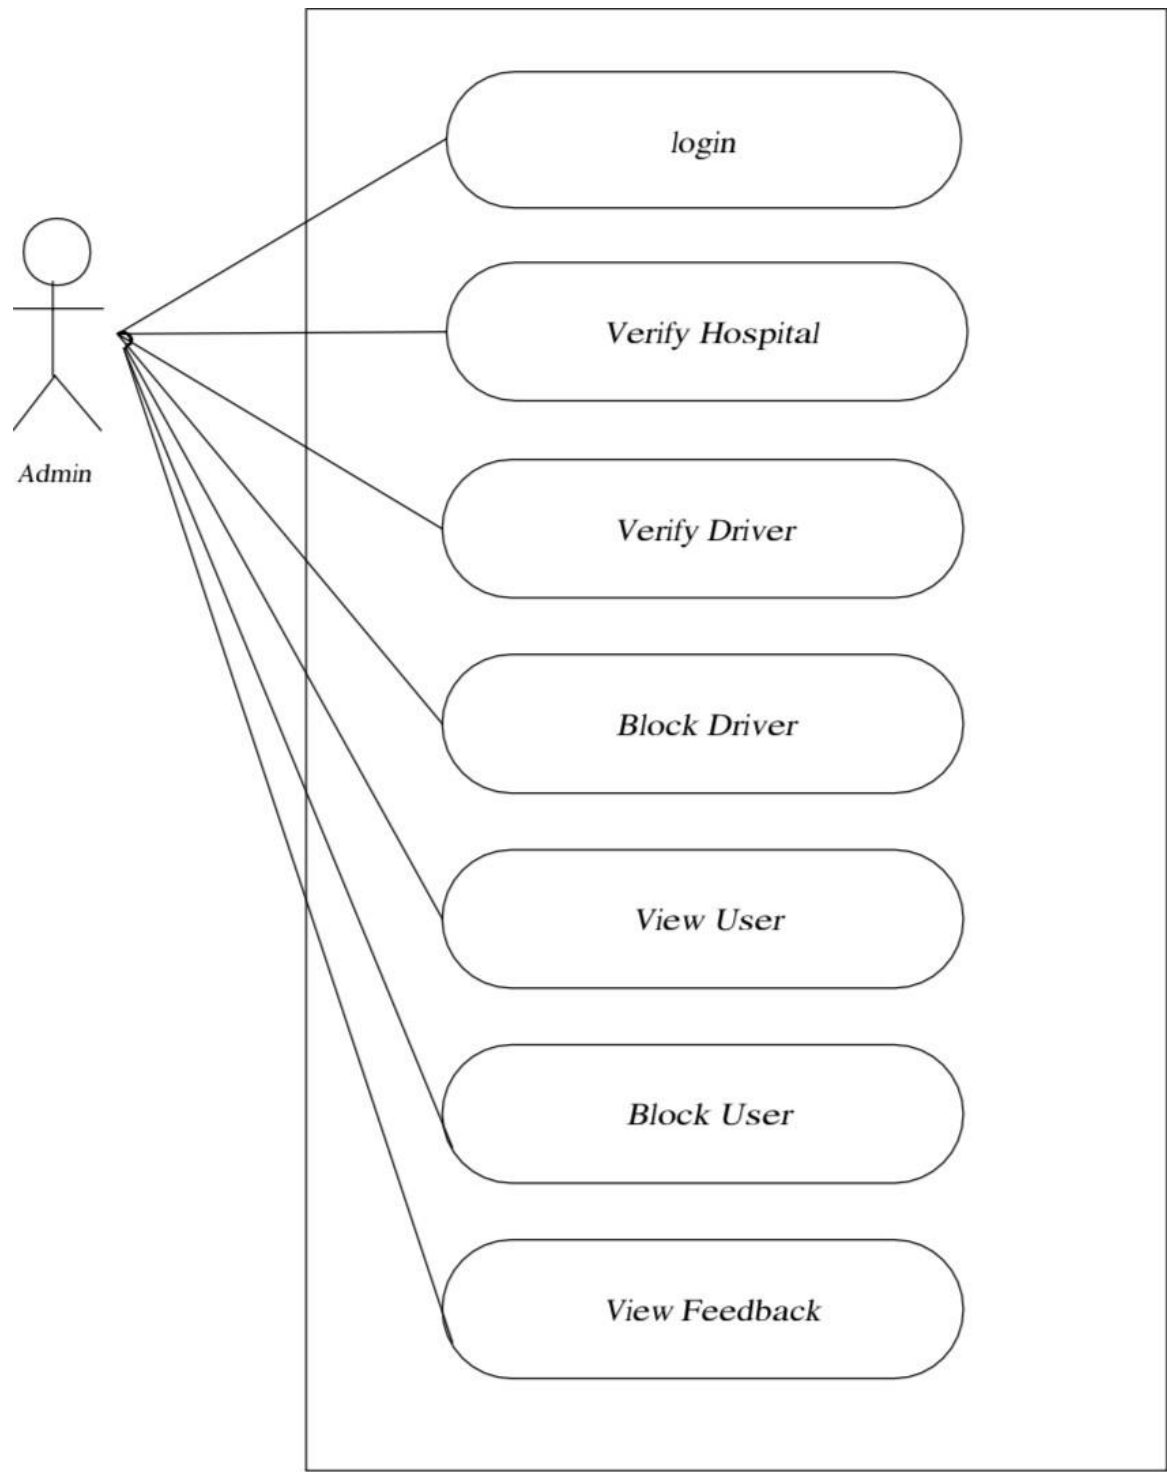 login
Verify Hospital
Admin
Verify Driver
Block Driver
View User
Block User
View Feedback